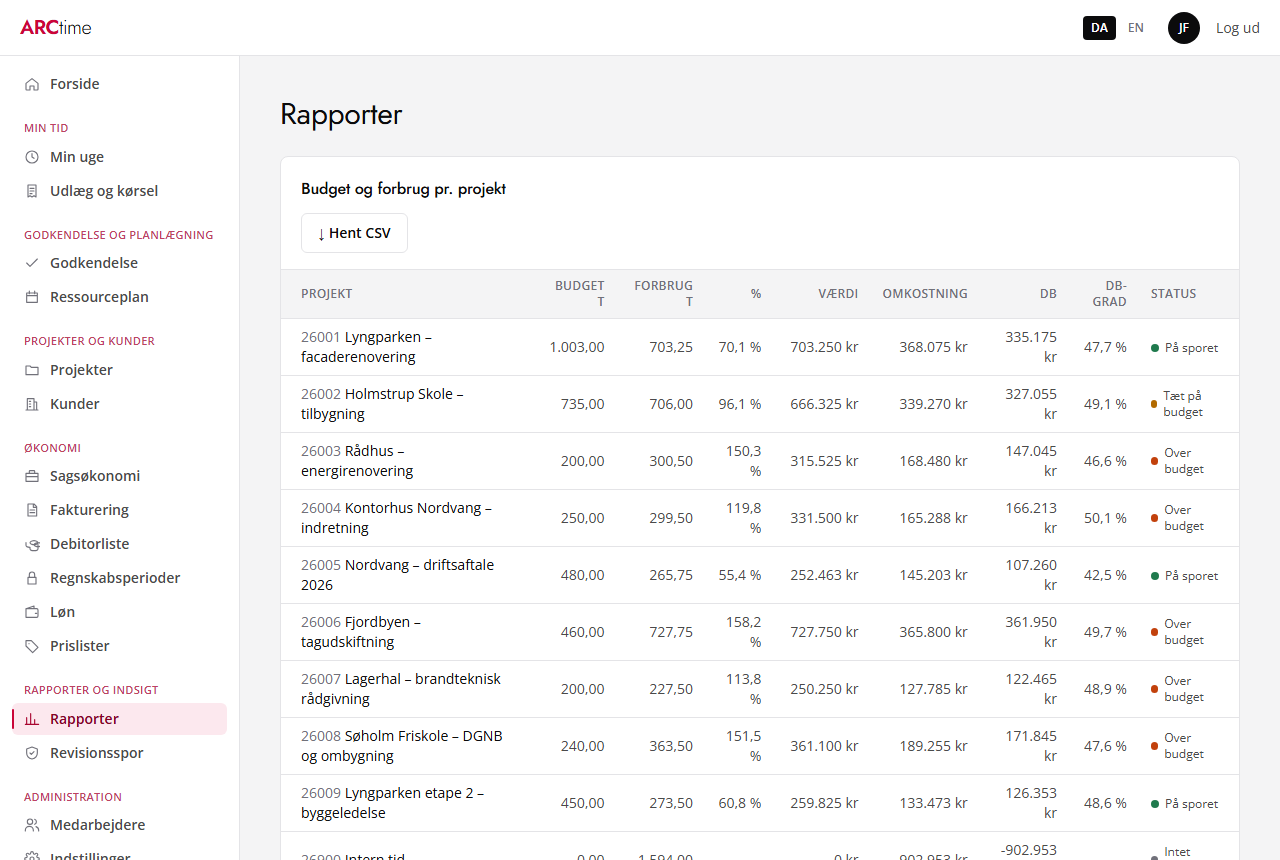 ARCtime
DA EN JF Log ud
Forside
MIN TID
Min uge
Udlæg og kørsel
GODKENDELSE OG PLANLÆGNING
Godkendelse
Ressourceplan
PROJEKTER OG KUNDER
Projekter
Kunder
ØKONOMI
Sagsøkonomi
Fakturering
Debitorliste
Regnskabsperioder
Løn
Prislister
RAPPORTER OG INDSIGT
Rapporter
Revisionsspor
ADMINISTRATION
Medarbejdere
Indstillinger
Rapporter
Budget og forbrug pr. projekt
↓ Hent CSV
PROJEKT BUDGET T FORBRUG T % VÆRDI OMKOSTNING DB DB-GRAD STATUS
26001 Lyngparken – facaderenovering 1.003,00 703,25 70,1 % 703.250 kr 368.075 kr 335.175 kr 47,7 % På sporet
26002 Holmstrup Skole – tilbygning 735,00 706,00 96,1 % 666.325 kr 339.270 kr 327.055 kr 49,1 % Tæt på budget
26003 Rådhus – energirenovering 200,00 300,50 150,3 % 315.525 kr 168.480 kr 147.045 kr 46,6 % Over budget
26004 Kontorhus Nordvang – indretning 250,00 299,50 119,8 % 331.500 kr 165.288 kr 166.213 kr 50,1 % Over budget
26005 Nordvang – driftsaftale 2026 480,00 265,75 55,4 % 252.463 kr 145.203 kr 107.260 kr 42,5 % På sporet
26006 Fjordbyen – tagudskiftning 460,00 727,75 158,2 % 727.750 kr 365.800 kr 361.950 kr 49,7 % Over budget
26007 Lagerhal – brandteknisk rådgivning 200,00 227,50 113,8 % 250.250 kr 127.785 kr 122.465 kr 48,9 % Over budget
26008 Søholm Friskole – DGNB og ombygning 240,00 363,50 151,5 % 361.100 kr 189.255 kr 171.845 kr 47,6 % Over budget
26009 Lyngparken etape 2 – byggeledelse 450,00 273,50 60,8 % 259.825 kr 133.473 kr 126.353 kr 48,6 % På sporet
26900 Intern tid 0,00 1.594,00 0 kr 902.953 kr -902.953 Intet